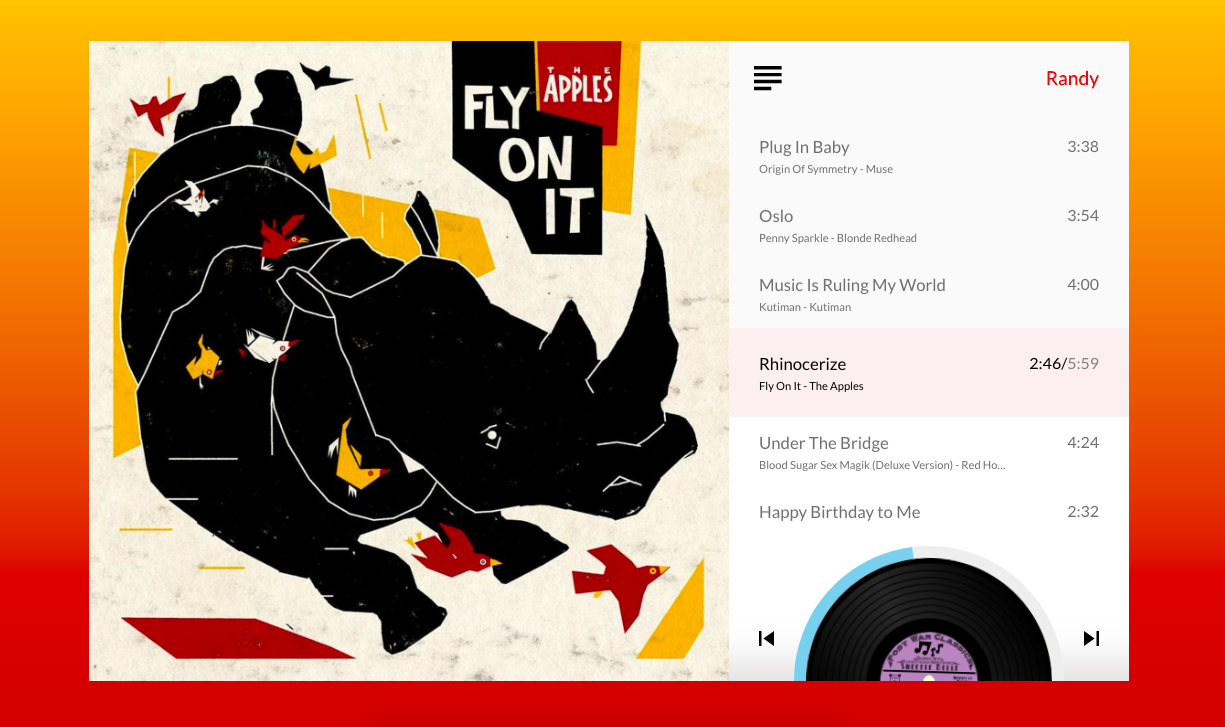 THE
APPLES
FLY
ON
IT
Randy
Plug In Baby 3:38
Origin Of Symmetry - Muse
Oslo 3:54
Penny Sparkle - Blonde Redhead
Music Is Ruling My World 4:00
Kutiman - Kutiman
Rhinocerize 2:46/5:59
Fly On It - The Apples
Under The Bridge 4:24
Blood Sugar Sex Magik (Deluxe Version) - Red Ho...
Happy Birthday to Me 2:32
POST WAR CLASSICS